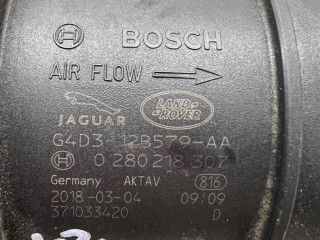 BOSCH
AIR FLOW
JAGUAR LAND-ROVER
G4D3-12B579-AA
0 280 218 307
Germany AKTAV 816
2018-03-04 09:09
371033420 D